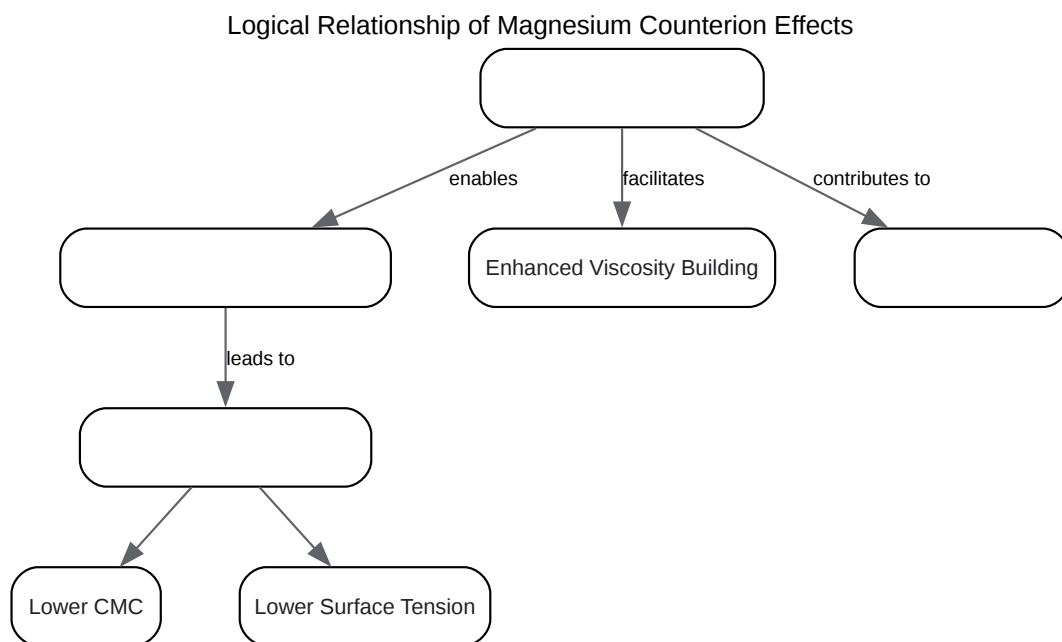 Logical Relationship of Magnesium Counterion Effects
enables
facilitates
contributes to
Enhanced Viscosity Building
leads to
Lower CMC
Lower Surface Tension